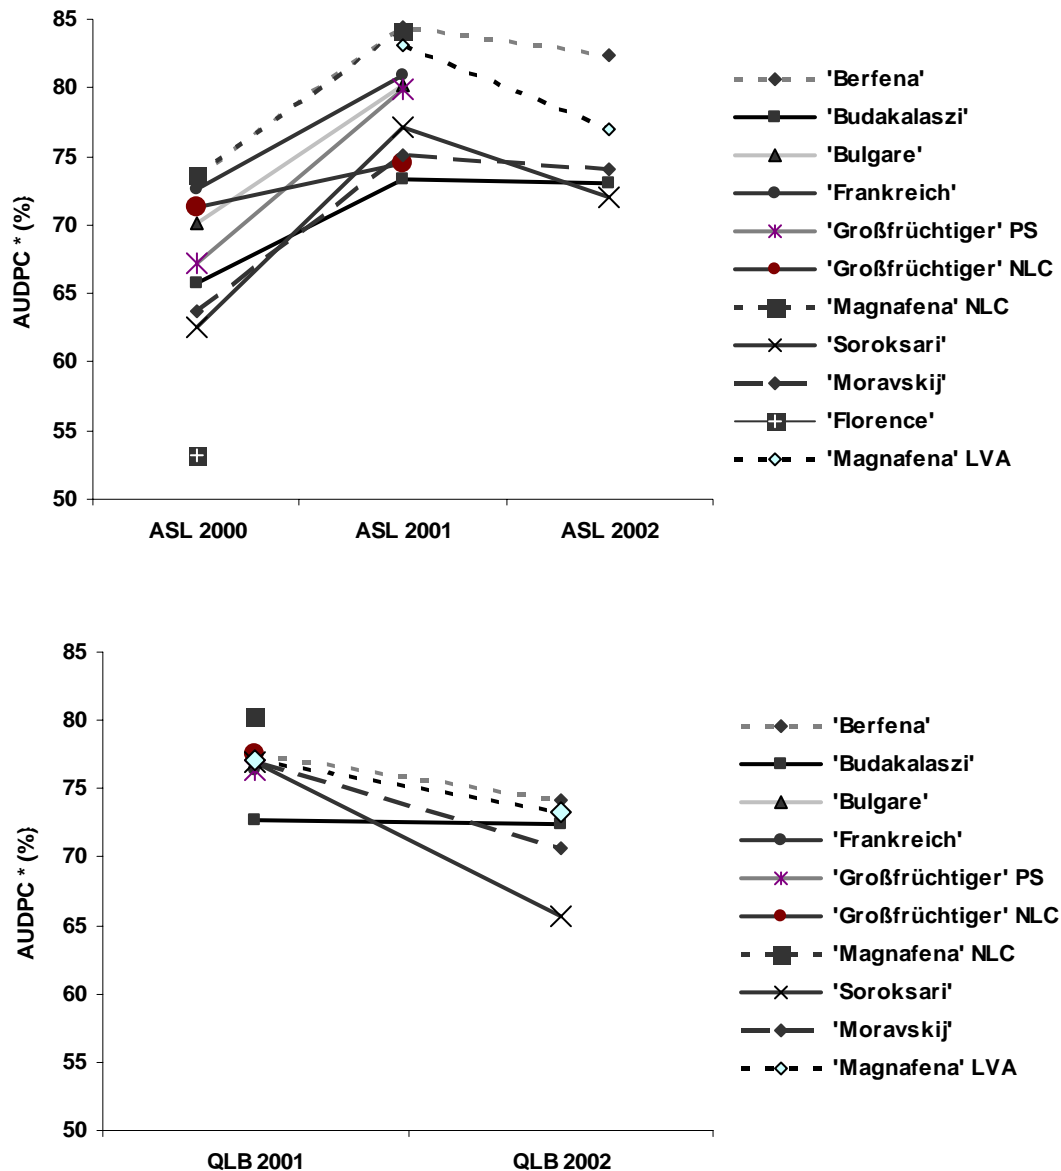 AUDPC * (%)
85
80
75
70
65
60
55
50
ASL 2000
ASL 2001
ASL 2002
'Berfena'
'Budakalaszi'
'Bulgare'
'Frankreich'
'Großfrüchtiger' PS
'Großfrüchtiger' NLC
'Magnafena' NLC
'Soroksari'
'Moravskij'
'Florence'
'Magnafena' LVA
AUDPC * (%)
85
80
75
70
65
60
55
50
QLB 2001
QLB 2002
'Berfena'
'Budakalaszi'
'Bulgare'
'Frankreich'
'Großfrüchtiger' PS
'Großfrüchtiger' NLC
'Magnafena' NLC
'Soroksari'
'Moravskij'
'Magnafena' LVA